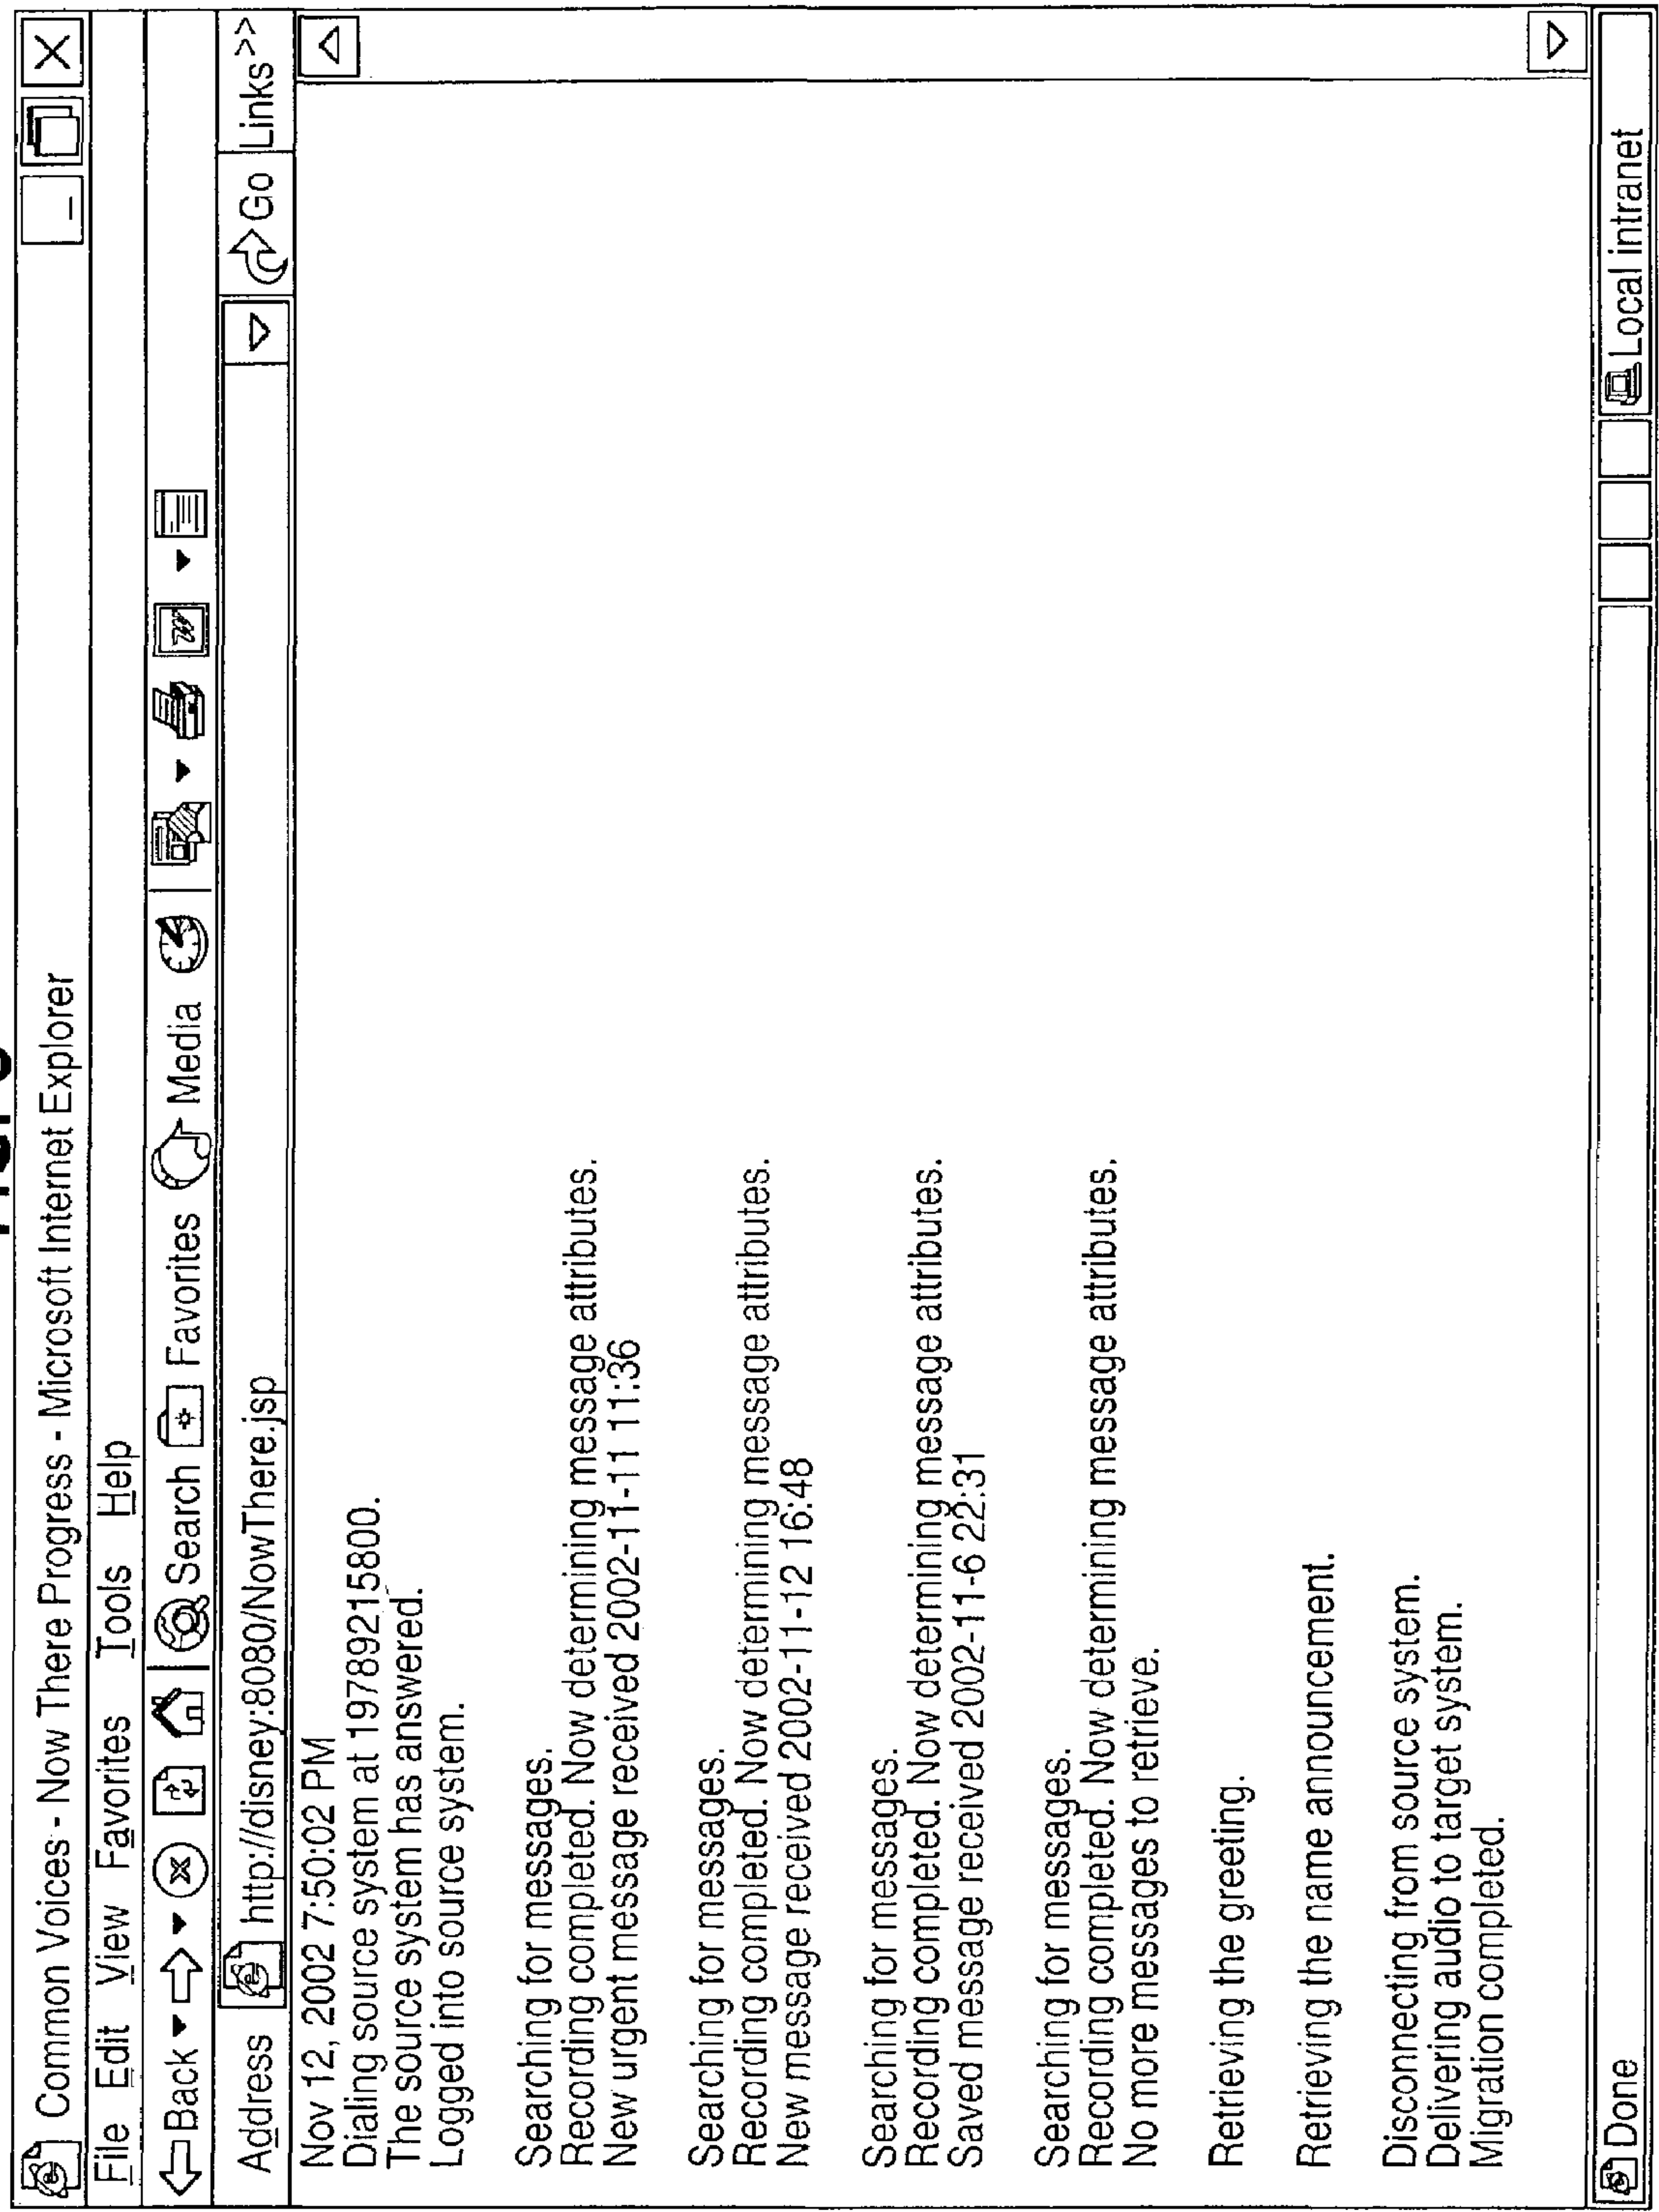 Common Voices - Now There Progress - Microsoft Internet Explorer
File Edit View Favorites Tools Help
Back Search Favorites Media
Address http://disney:8080/NowThere.jsp Go Links >>
Nov 12, 2002 7:50:02 PM
Dialing source system at 19789215800.
The source system has answered.
Logged into source system.
Searching for messages.
Recording completed. Now determining message attributes.
New urgent message received 2002-11-11 11:36
Searching for messages.
Recording completed. Now determining message attributes.
New message received 2002-11-12 16:48
Searching for messages.
Recording completed. Now determining message attributes.
Saved message received 2002-11-6 22:31
Searching for messages.
Recording completed. Now determining message attributes.
No more messages to retrieve.
Retrieving the greeting.
Retrieving the name announcement.
Disconnecting from source system.
Delivering audio to target system.
Migration completed.
Done Local intranet